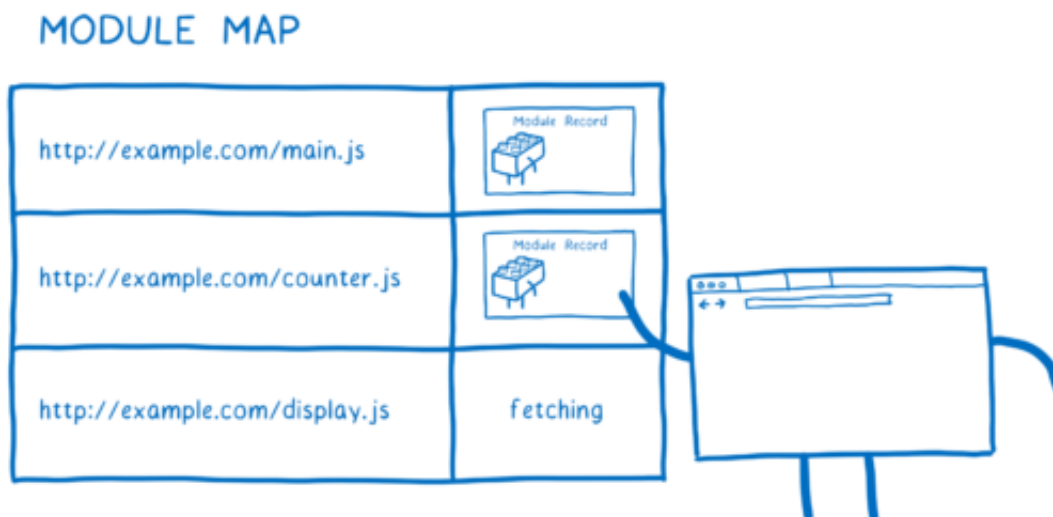 MODULE MAP
http://example.com/main.js
Module Record
http://example.com/counter.js
Module Record
http://example.com/display.js
fetching